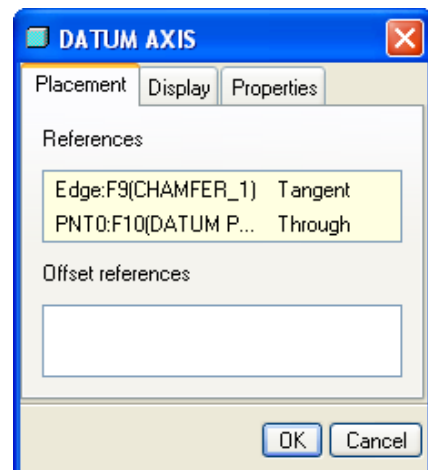 DATUM AXIS
Placement Display Properties
References
Edge:F9(CHAMFER_1) Tangent
PNT0:F10(DATUM P... Through
Offset references
OK Cancel